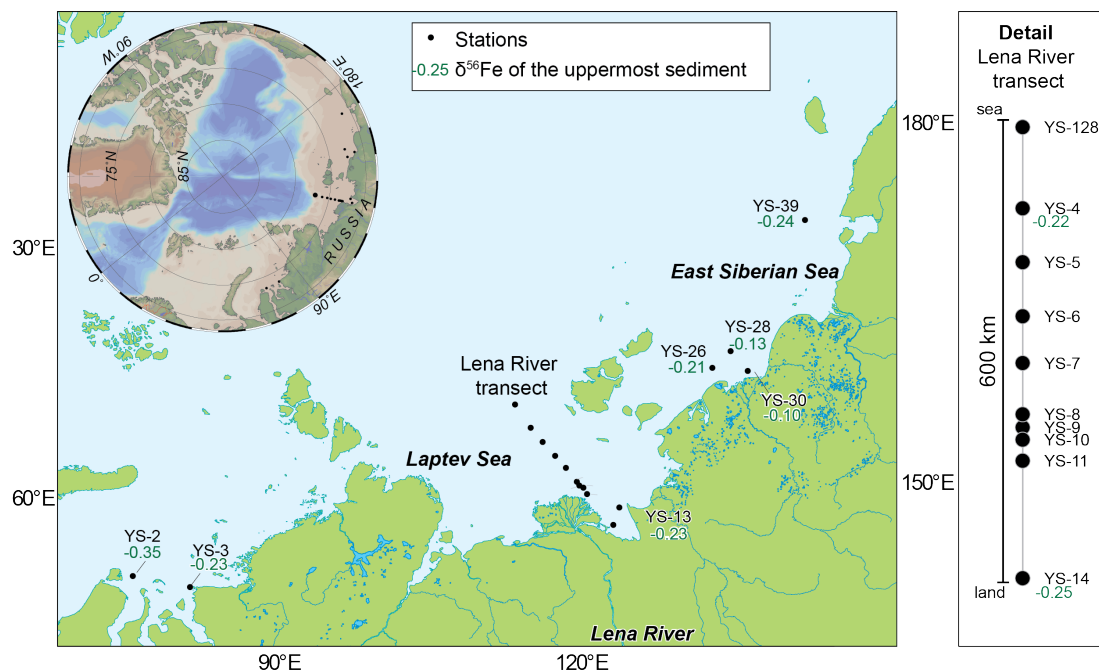 90°W
180°E
75°N
85°N
RUSSIA
0°
90°E
Stations
-0.25 δ⁵⁶Fe of the uppermost sediment
180°E
30°E
YS-39
-0.24
East Siberian Sea
YS-28
-0.13
YS-26
-0.21
Lena River
transect
YS-30
-0.10
Laptev Sea
150°E
60°E
YS-13
-0.23
YS-2
-0.35
YS-3
-0.23
Lena River
90°E
120°E
Detail
Lena River
transect
sea
YS-128
YS-4
-0.22
YS-5
YS-6
600 km
YS-7
YS-8
YS-9
YS-10
YS-11
YS-14
land
-0.25